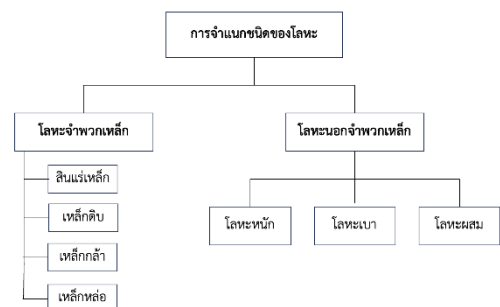 การจำแนกชนิดของโลหะ
โลหะจำพวกเหล็ก
สินแร่เหล็ก
เหล็กดิบ
เหล็กกล้า
เหล็กหล่อ
โลหะนอกจำพวกเหล็ก
โลหะหนัก
โลหะเบา
โลหะผสม